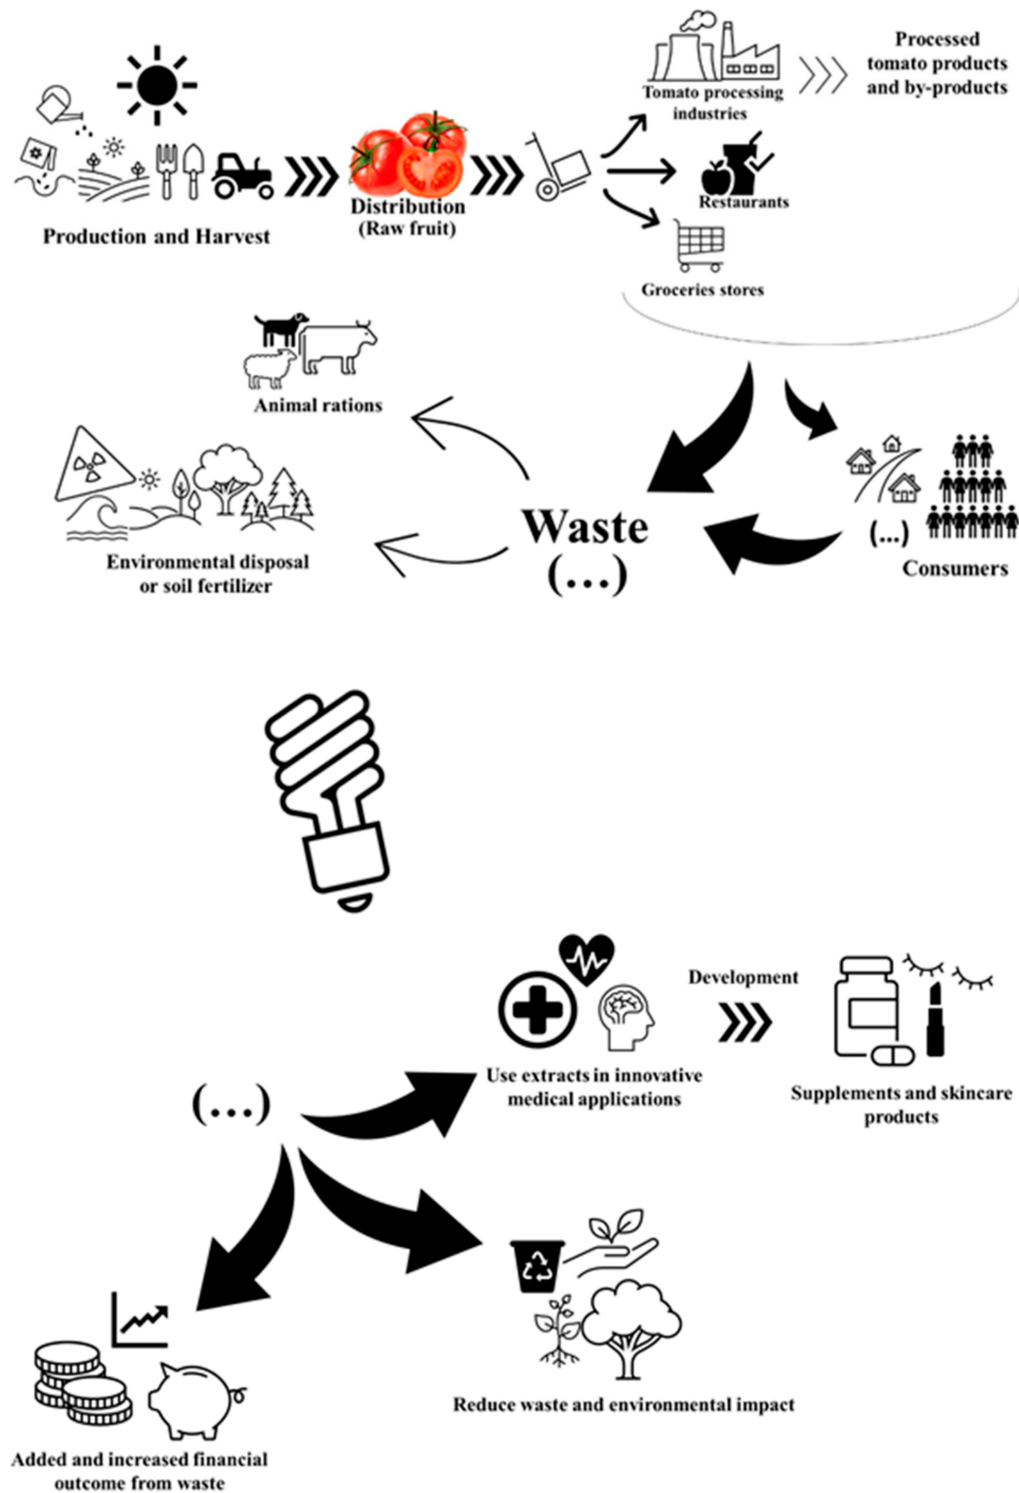 Production and Harvest
Distribution
(Raw fruit)
Tomato processing
industries
Processed
tomato products
and by-products
Restaurants
Groceries stores
Animal rations
Environmental disposal
or soil fertilizer
Waste
(...)
(...)
Consumers
(...)
Use extracts in innovative
medical applications
Development
Supplements and skincare
products
Reduce waste and environmental impact
Added and increased financial
outcome from waste